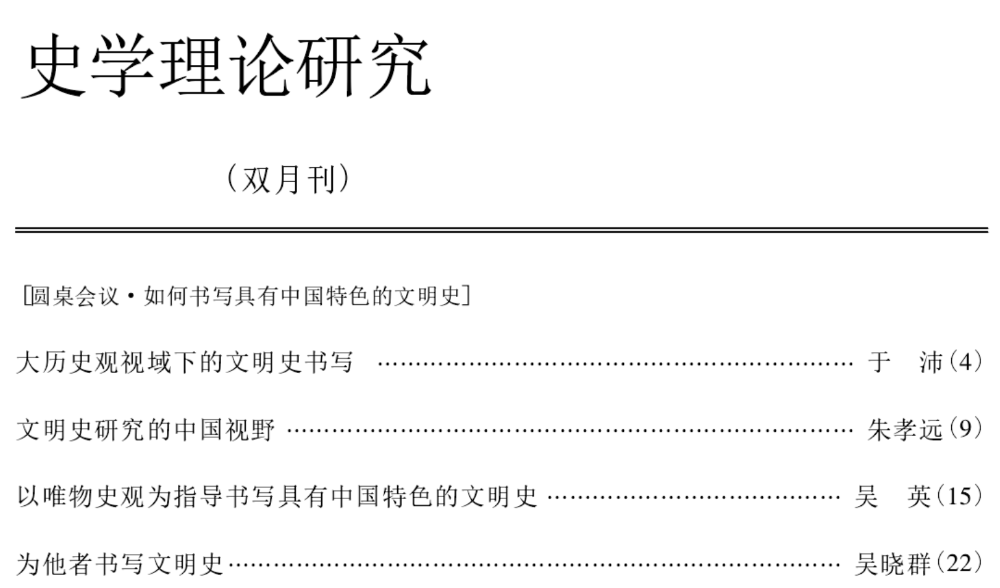 史学理论研究
（双月刊）
[圆桌会议·如何书写具有中国特色的文明史]
大历史观视域下的文明史书写 …………………………………………………… 于　沛(4)
文明史研究的中国视野 ……………………………………………………………… 朱孝远(9)
以唯物史观为指导书写具有中国特色的文明史 ……………………………… 吴　英(15)
为他者书写文明史…………………………………………………………………… 吴晓群(22)